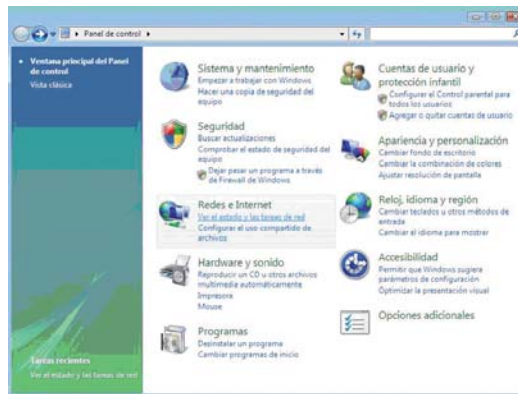 Panel de control
Ventana principal del Panel
de control
Vista clásica
Sistema y mantenimiento
Empezar a trabajar con Windows
Hacer una copia de seguridad del
equipo
Seguridad
Buscar actualizaciones
Comprobar el estado de seguridad del
equipo
Dejar pasar un programa a través
de Firewall de Windows
Redes e Internet
Ver el estado y las tareas de red
Configurar el uso compartido de
archivos
Hardware y sonido
Reproducir un CD u otros archivos
multimedia automáticamente
Impresora
Mouse
Programas
Desinstalar un programa
Cambiar programas de inicio
Cuentas de usuario y
protección infantil
Configurar el Control parental para
todos los usuarios
Agregar o quitar cuentas de usuario
Apariencia y personalización
Cambiar fondo de escritorio
Cambiar la combinación de colores
Ajustar resolución de pantalla
Reloj, idioma y región
Cambiar teclados u otros métodos de
entrada
Cambiar el idioma para mostrar
Accesibilidad
Permitir que Windows sugiera
parámetros de configuración
Optimizar la presentación visual
Opciones adicionales
Tareas recientes
Ver el estado y las tareas de red